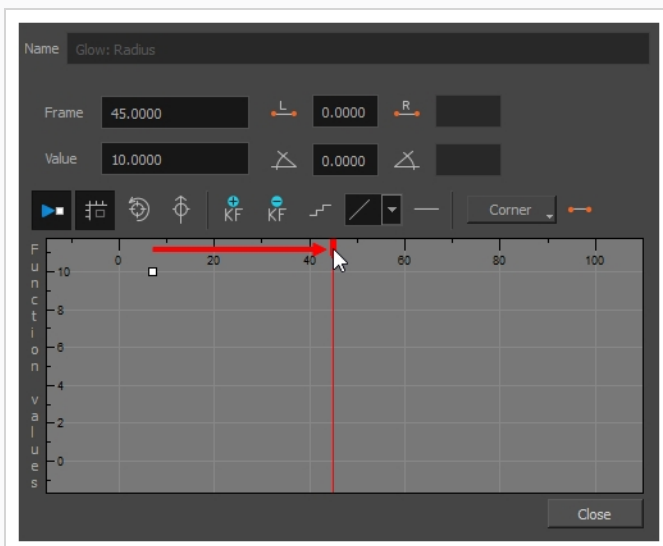 Name Glow: Radius
Frame 45.0000 L 0.0000 R
Value 10.0000 0.0000
KF KF Corner
Function values
0 20 40 60 80 100
10
8
6
4
2
0
Close